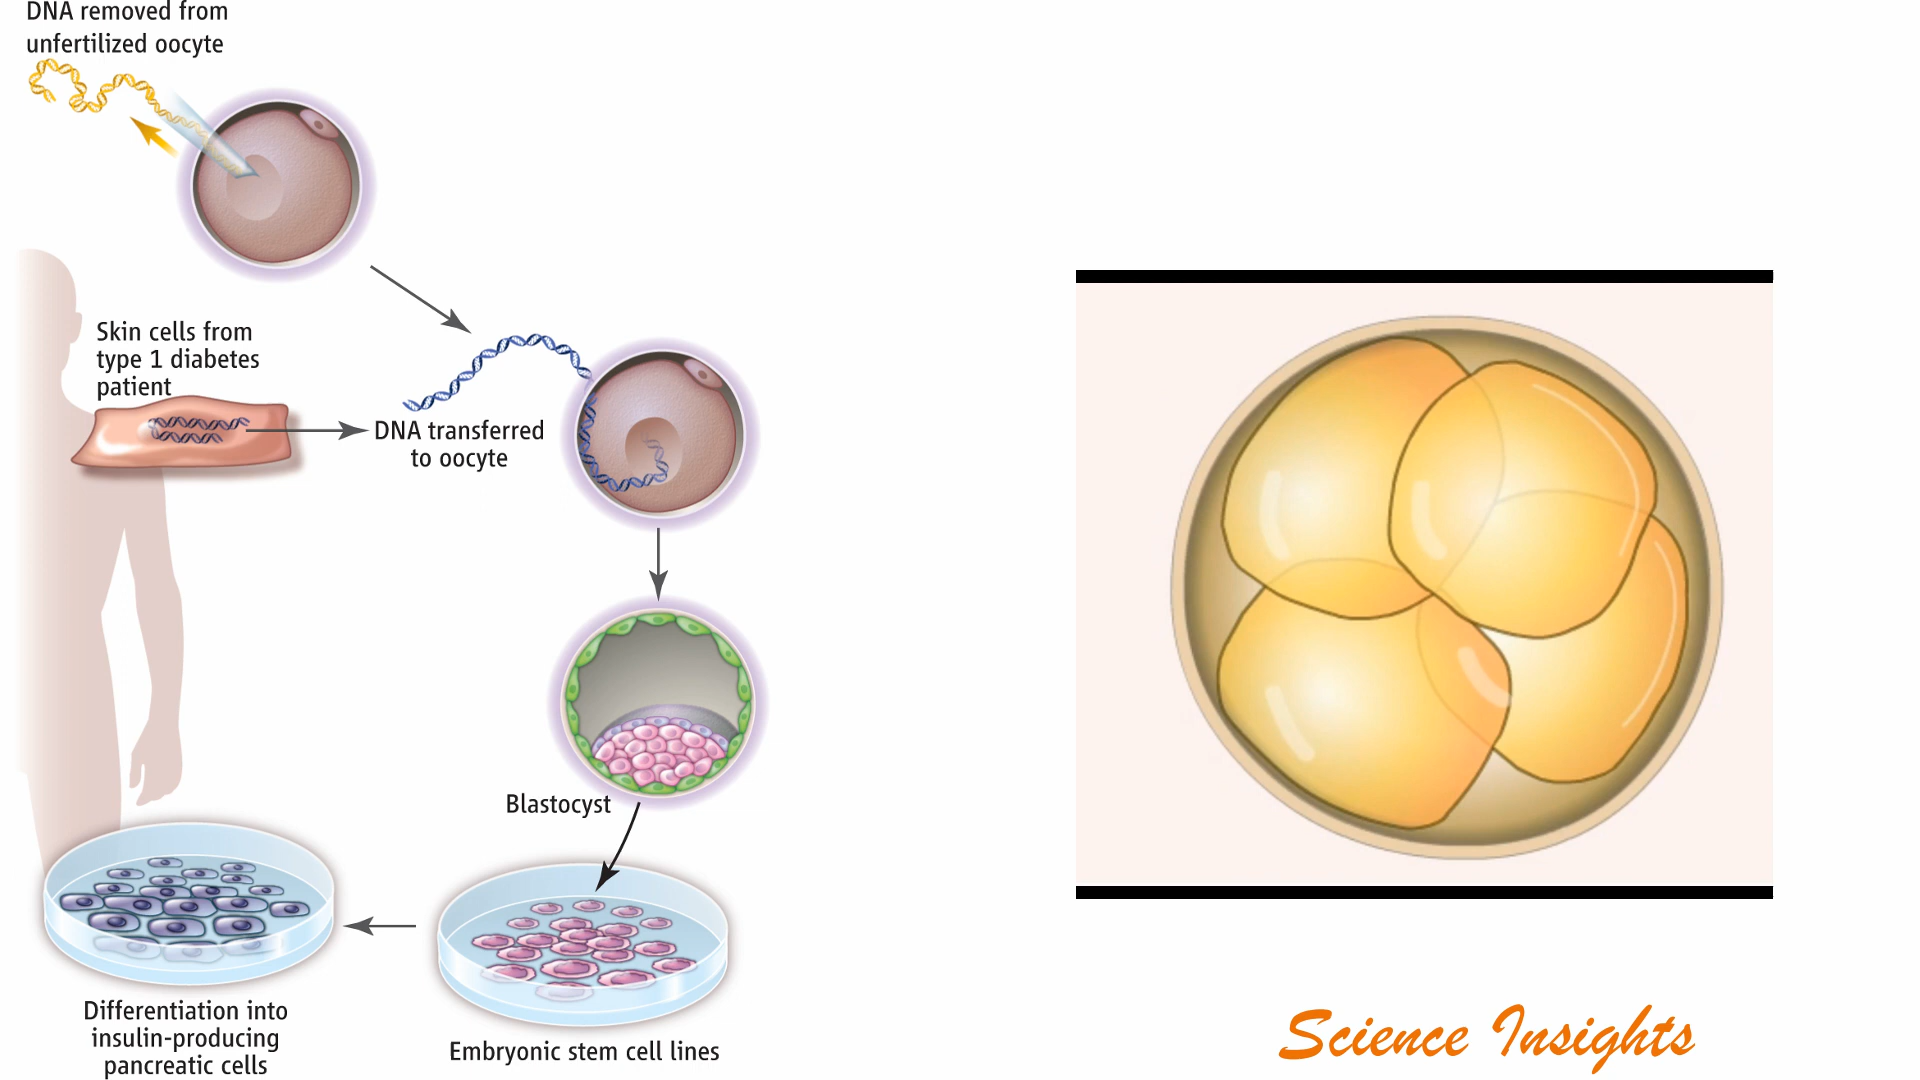 DNA removed from
unfertilized oocyte
Skin cells from
type 1 diabetes
patient
DNA transferred
to oocyte
Blastocyst
Embryonic stem cell lines
Differentiation into
insulin-producing
pancreatic cells
Science Insights